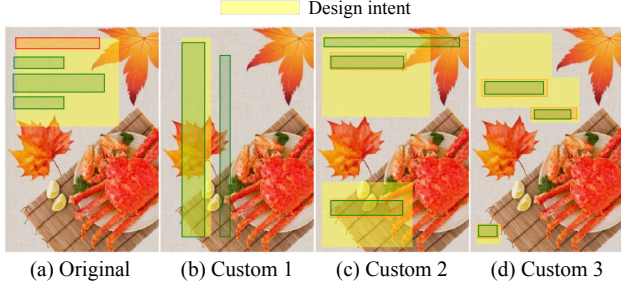 Design intent
(a) Original
(b) Custom 1
(c) Custom 2
(d) Custom 3